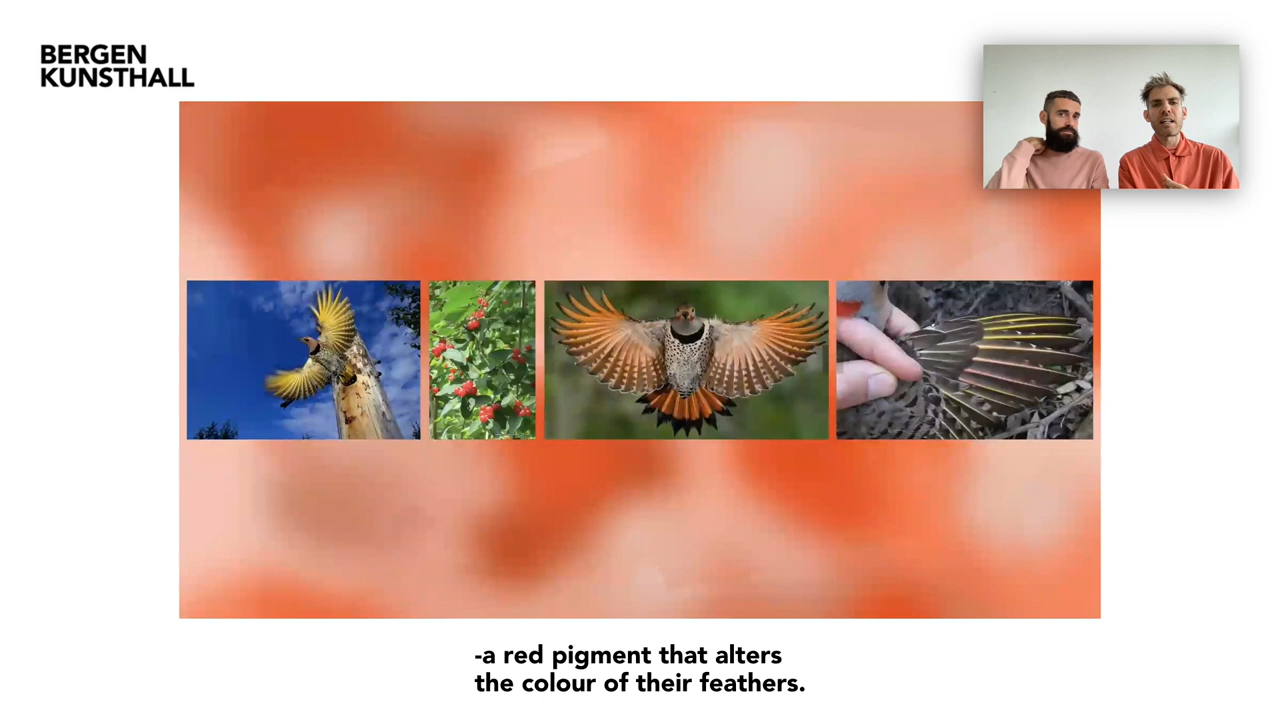 BERGEN
KUNSTHALL
-a red pigment that alters
the colour of their feathers.